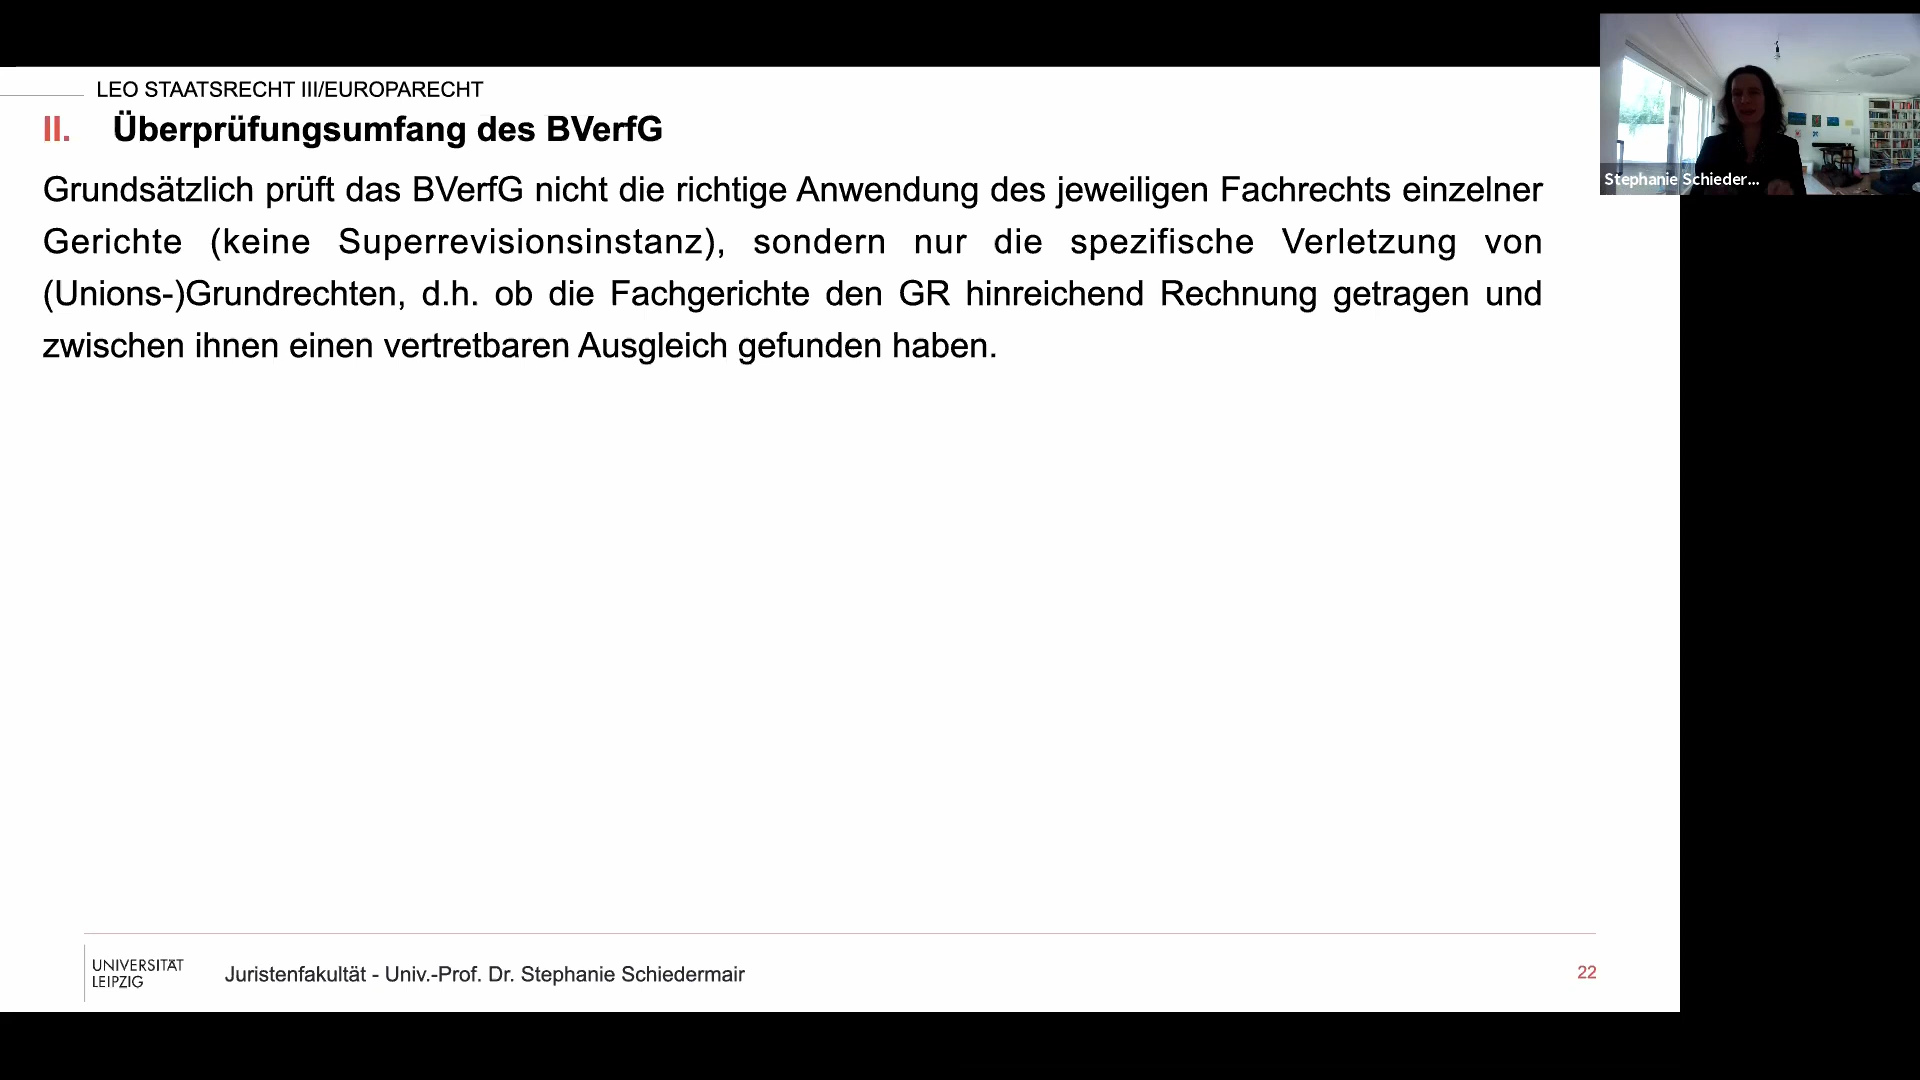 LEO STAATSRECHT III/EUROPARECHT
II. Überprüfungsumfang des BVerfG
Grundsätzlich prüft das BVerfG nicht die richtige Anwendung des jeweiligen Fachrechts einzelner
Gerichte (keine Superrevisionsinstanz), sondern nur die spezifische Verletzung von
(Unions-)Grundrechten, d.h. ob die Fachgerichte den GR hinreichend Rechnung getragen und
zwischen ihnen einen vertretbaren Ausgleich gefunden haben.
Stephanie Schieder...
UNIVERSITÄT
LEIPZIG
Juristenfakultät - Univ.-Prof. Dr. Stephanie Schiedermair
22